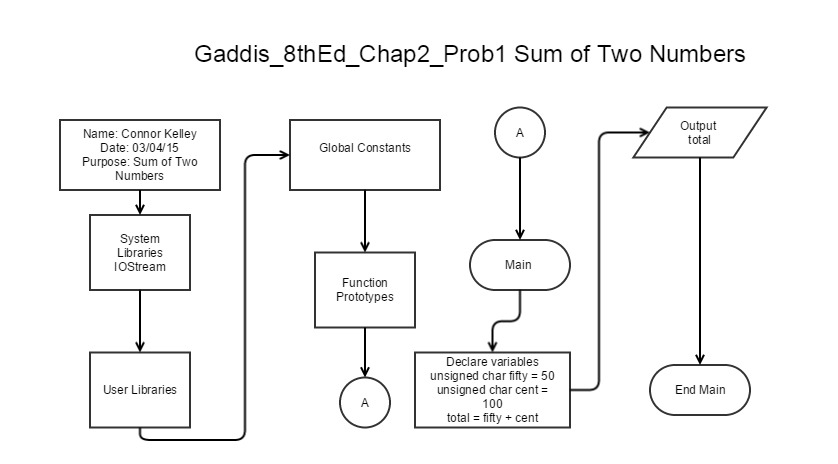 Gaddis_8thEd_Chap2_Prob1 Sum of Two Numbers
Name: Connor Kelley
Date: 03/04/15
Purpose: Sum of Two
Numbers
System
Libraries
IOStream
User Libraries
Global Constants
Function
Prototypes
A
A
Main
Declare variables
unsigned char fifty = 50
unsigned char cent =
100
total = fifty + cent
Output
total
End Main